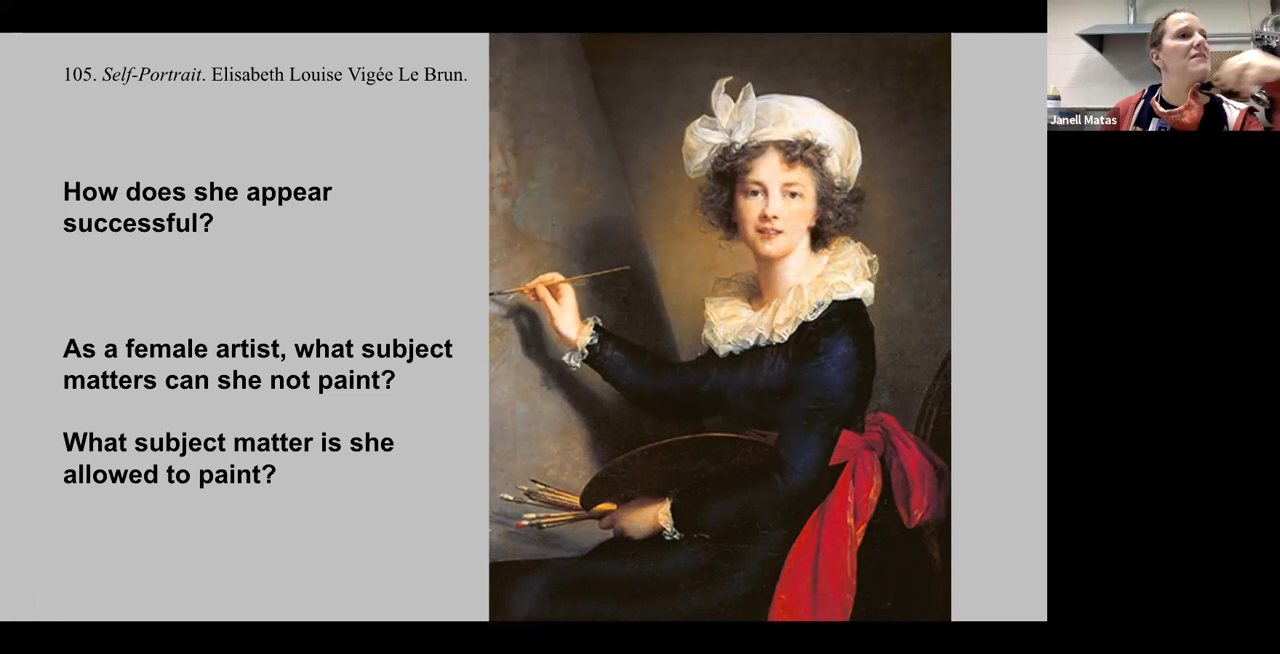 105. Self-Portrait. Elisabeth Louise Vigée Le Brun.
How does she appear
successful?
As a female artist, what subject
matters can she not paint?
What subject matter is she
allowed to paint?
Janell Matas